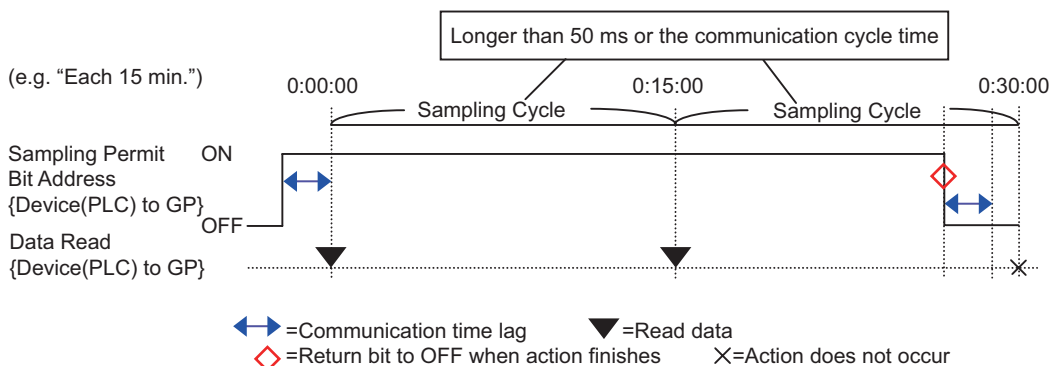 Longer than 50 ms or the communication cycle time
(e.g. “Each 15 min.”)
0:00:00 0:15:00 0:30:00
Sampling Cycle Sampling Cycle
Sampling Permit ON
Bit Address
{Device(PLC) to GP}
OFF
Data Read
{Device(PLC) to GP}
=Communication time lag =Read data
=Return bit to OFF when action finishes =Action does not occur